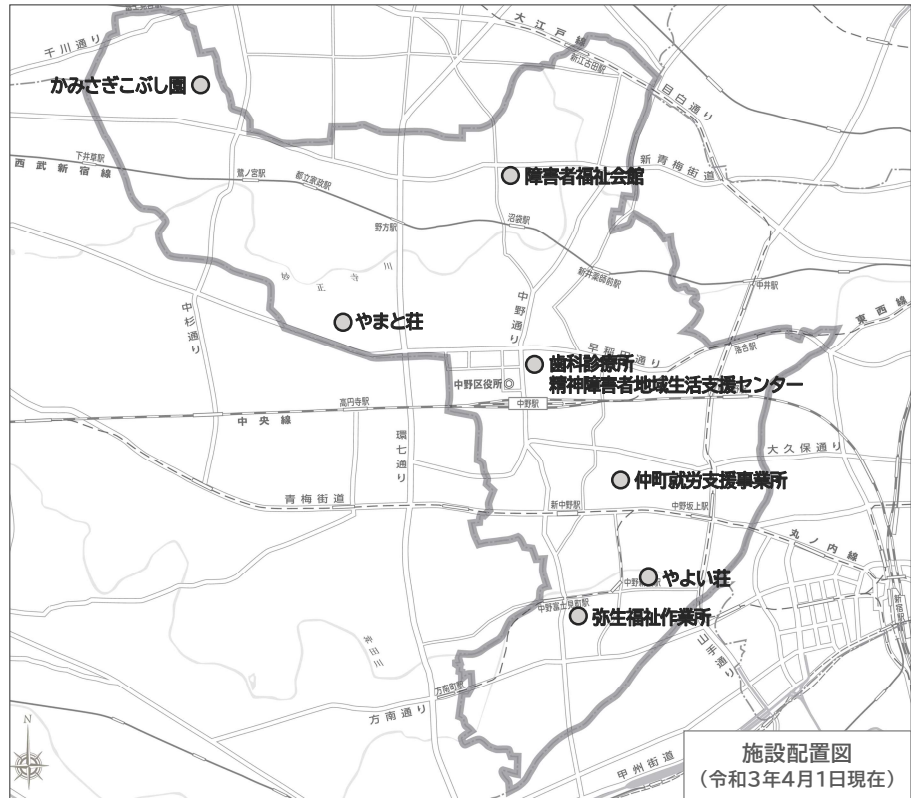 千川通り
大江戸線
新江古田駅
かみさぎこぶし園
目白通り
下井草駅
西武新宿線
鷺ノ宮駅
都立家政駅
障害者福祉会館
新青梅街道
野方駅
沼袋駅
妙正寺川
新井薬師前駅
中井駅
中杉通り
中野通り
やまと荘
東西線
早稲田通り
落合駅
歯科診療所
精神障害者地域生活支援センター
中野区役所
高円寺駅
中野駅
中央線
環七通り
大久保通り
仲町就労支援事業所
青梅街道
新中野駅
中野坂上駅
丸ノ内線
やよい荘
中野富士見町駅
弥生福祉作業所
新宿駅
山手通り
方南町駅
方南通り
甲州街道
N
施設配置図
(令和3年4月1日現在)